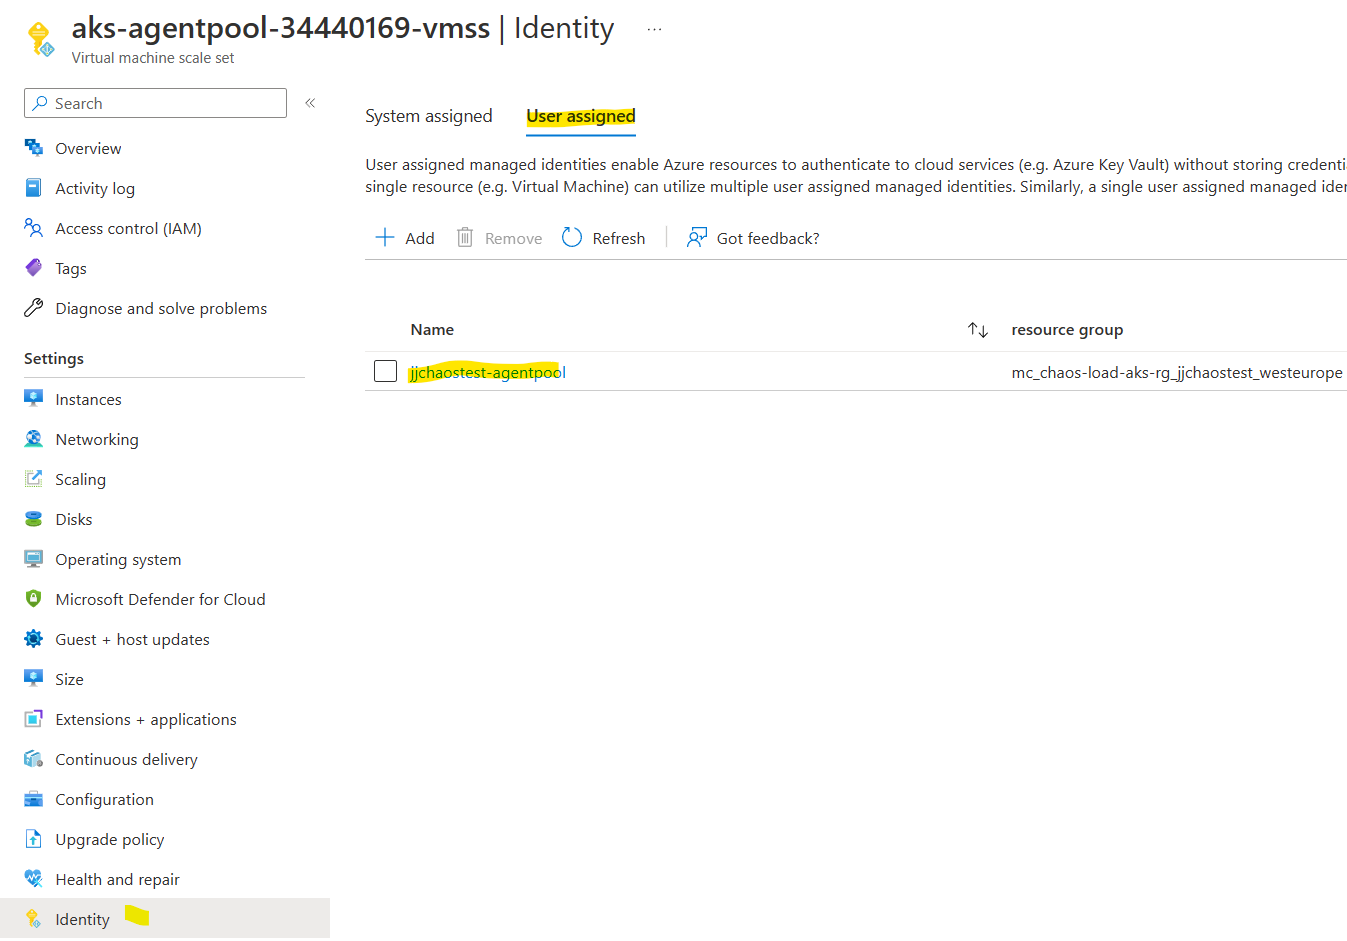 aks-agentpool-34440169-vmss | Identity ...
Virtual machine scale set
Search
«
Overview
Activity log
Access control (IAM)
Tags
Diagnose and solve problems
Settings
Instances
Networking
Scaling
Disks
Operating system
Microsoft Defender for Cloud
Guest + host updates
Size
Extensions + applications
Continuous delivery
Configuration
Upgrade policy
Health and repair
Identity
System assigned User assigned
User assigned managed identities enable Azure resources to authenticate to cloud services (e.g. Azure Key Vault) without storing credenti
single resource (e.g. Virtual Machine) can utilize multiple user assigned managed identities. Similarly, a single user assigned managed ide
Add Remove Refresh Got feedback?
Name ↑↓ resource group
jjchaostest-agentpool mc_chaos-load-aks-rg_jjchaostest_westeurope